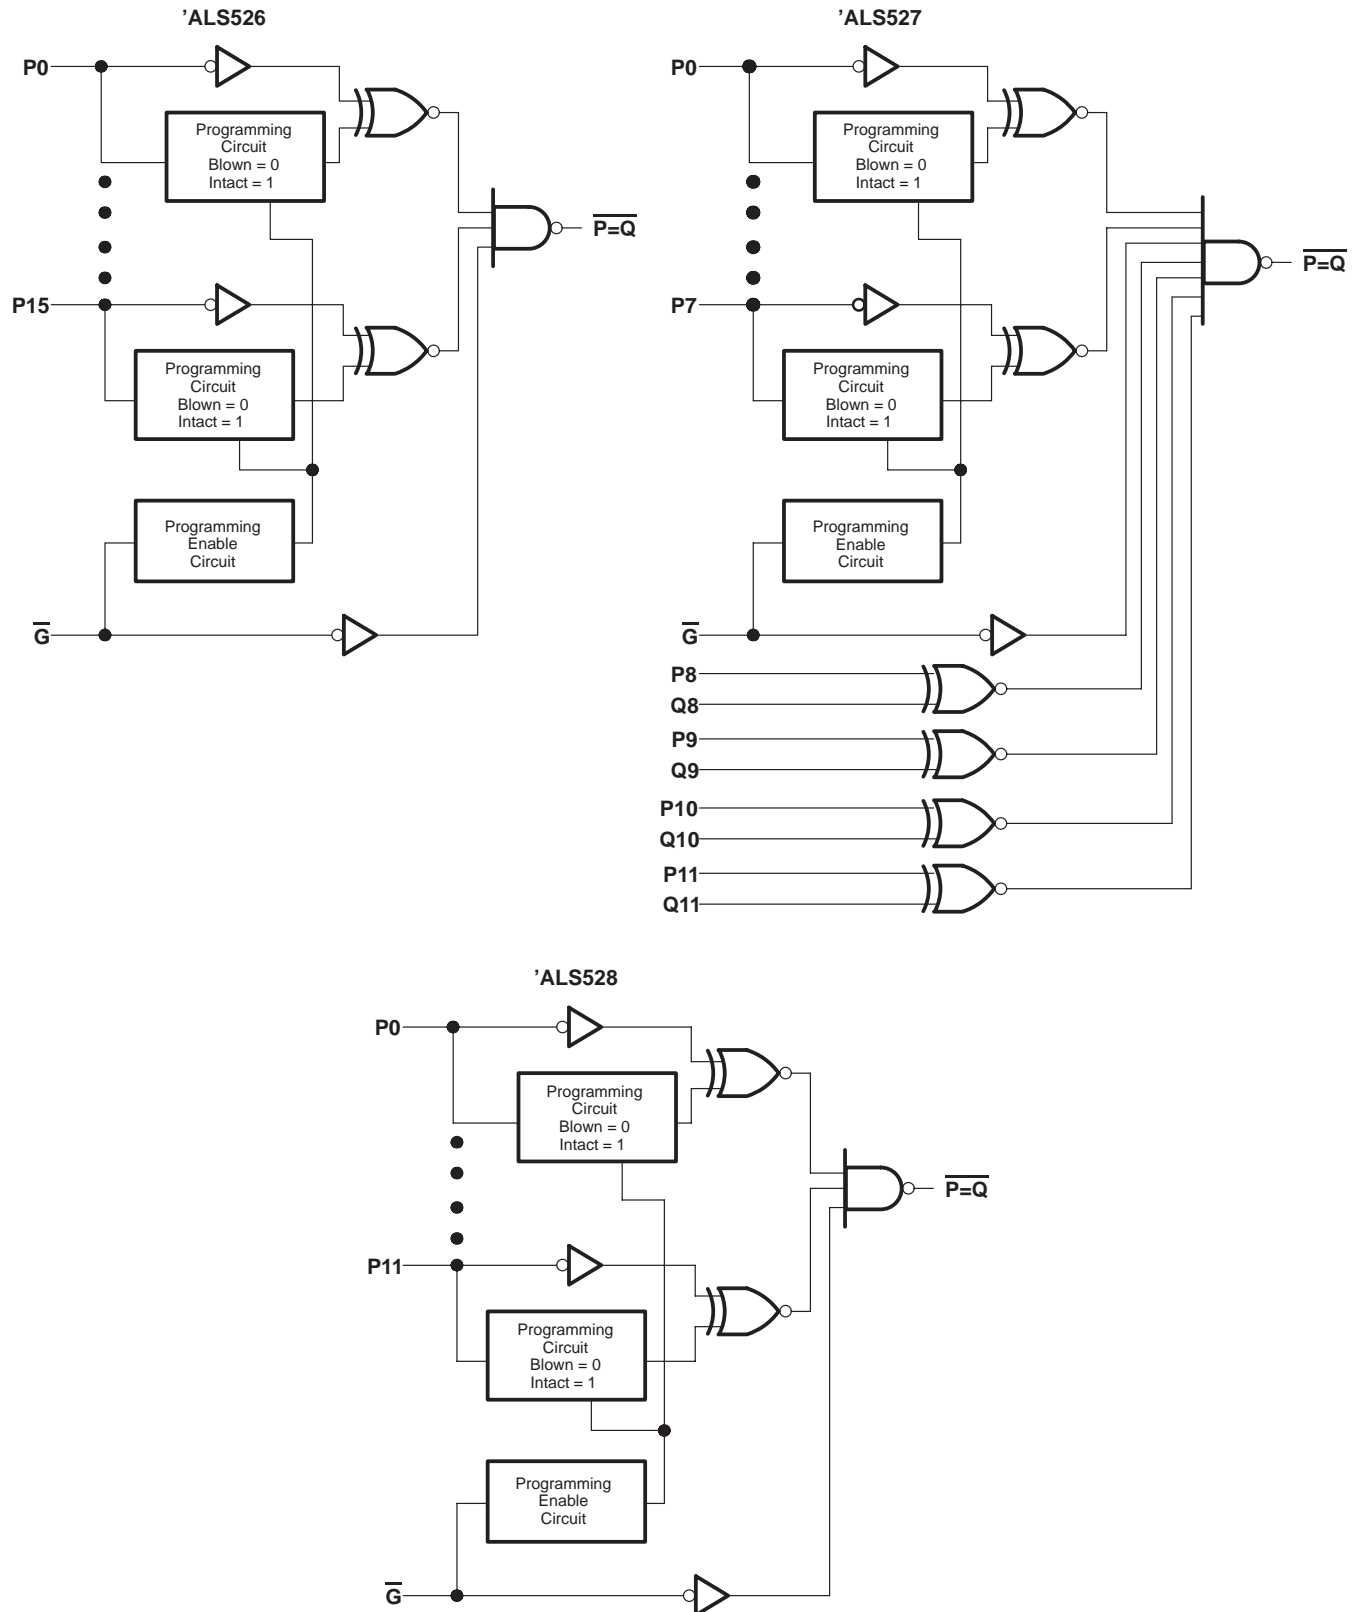 ’ALS526
P0
Programming
Circuit
Blown = 0
Intact = 1
P=Q
P15
Programming
Circuit
Blown = 0
Intact = 1
Programming
Enable
Circuit
G
’ALS527
P0
Programming
Circuit
Blown = 0
Intact = 1
P=Q
P7
Programming
Circuit
Blown = 0
Intact = 1
Programming
Enable
Circuit
G
P8
Q8
P9
Q9
P10
Q10
P11
Q11
’ALS528
P0
Programming
Circuit
Blown = 0
Intact = 1
P=Q
P11
Programming
Circuit
Blown = 0
Intact = 1
Programming
Enable
Circuit
G